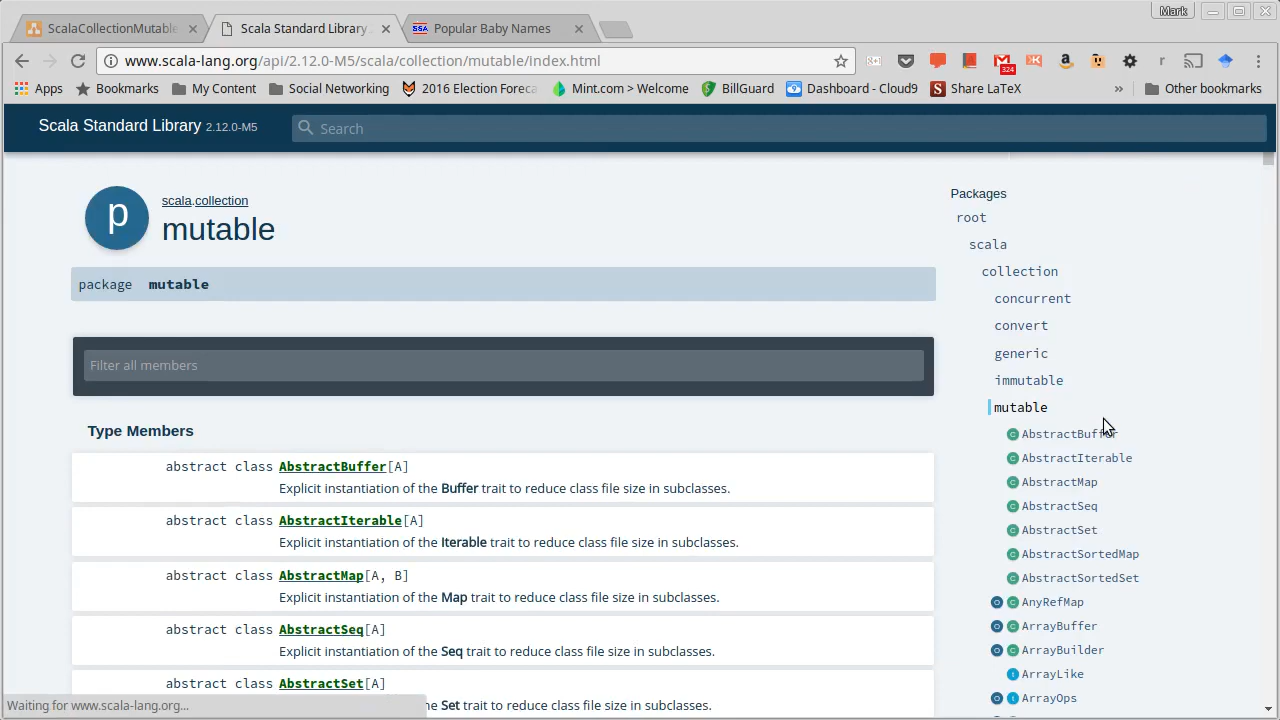 Mark
ScalaCollectionMutable
Scala Standard Library
SSA Popular Baby Names
www.scala-lang.org/api/2.12.0-M5/scala/collection/mutable/index.html
324
Apps Bookmarks My Content Social Networking 2016 Election Foreca Mint.com > Welcome BillGuard Dashboard - Cloud9 S Share LaTeX » Other bookmarks
Scala Standard Library 2.12.0-M5
Search
p
scala.collection
mutable
package mutable
Filter all members
Type Members
abstract class AbstractBuffer[A]
Explicit instantiation of the Buffer trait to reduce class file size in subclasses.
abstract class AbstractIterable[A]
Explicit instantiation of the Iterable trait to reduce class file size in subclasses.
abstract class AbstractMap[A, B]
Explicit instantiation of the Map trait to reduce class file size in subclasses.
abstract class AbstractSeq[A]
Explicit instantiation of the Seq trait to reduce class file size in subclasses.
abstract class AbstractSet[A]
he Set trait to reduce class file size in subclasses.
Packages
root
scala
collection
concurrent
convert
generic
immutable
mutable
C AbstractBuffer
C AbstractIterable
C AbstractMap
C AbstractSeq
C AbstractSet
C AbstractSortedMap
C AbstractSortedSet
O C AnyRefMap
O C ArrayBuffer
O C ArrayBuilder
t ArrayLike
O t ArrayOps
Waiting for www.scala-lang.org...